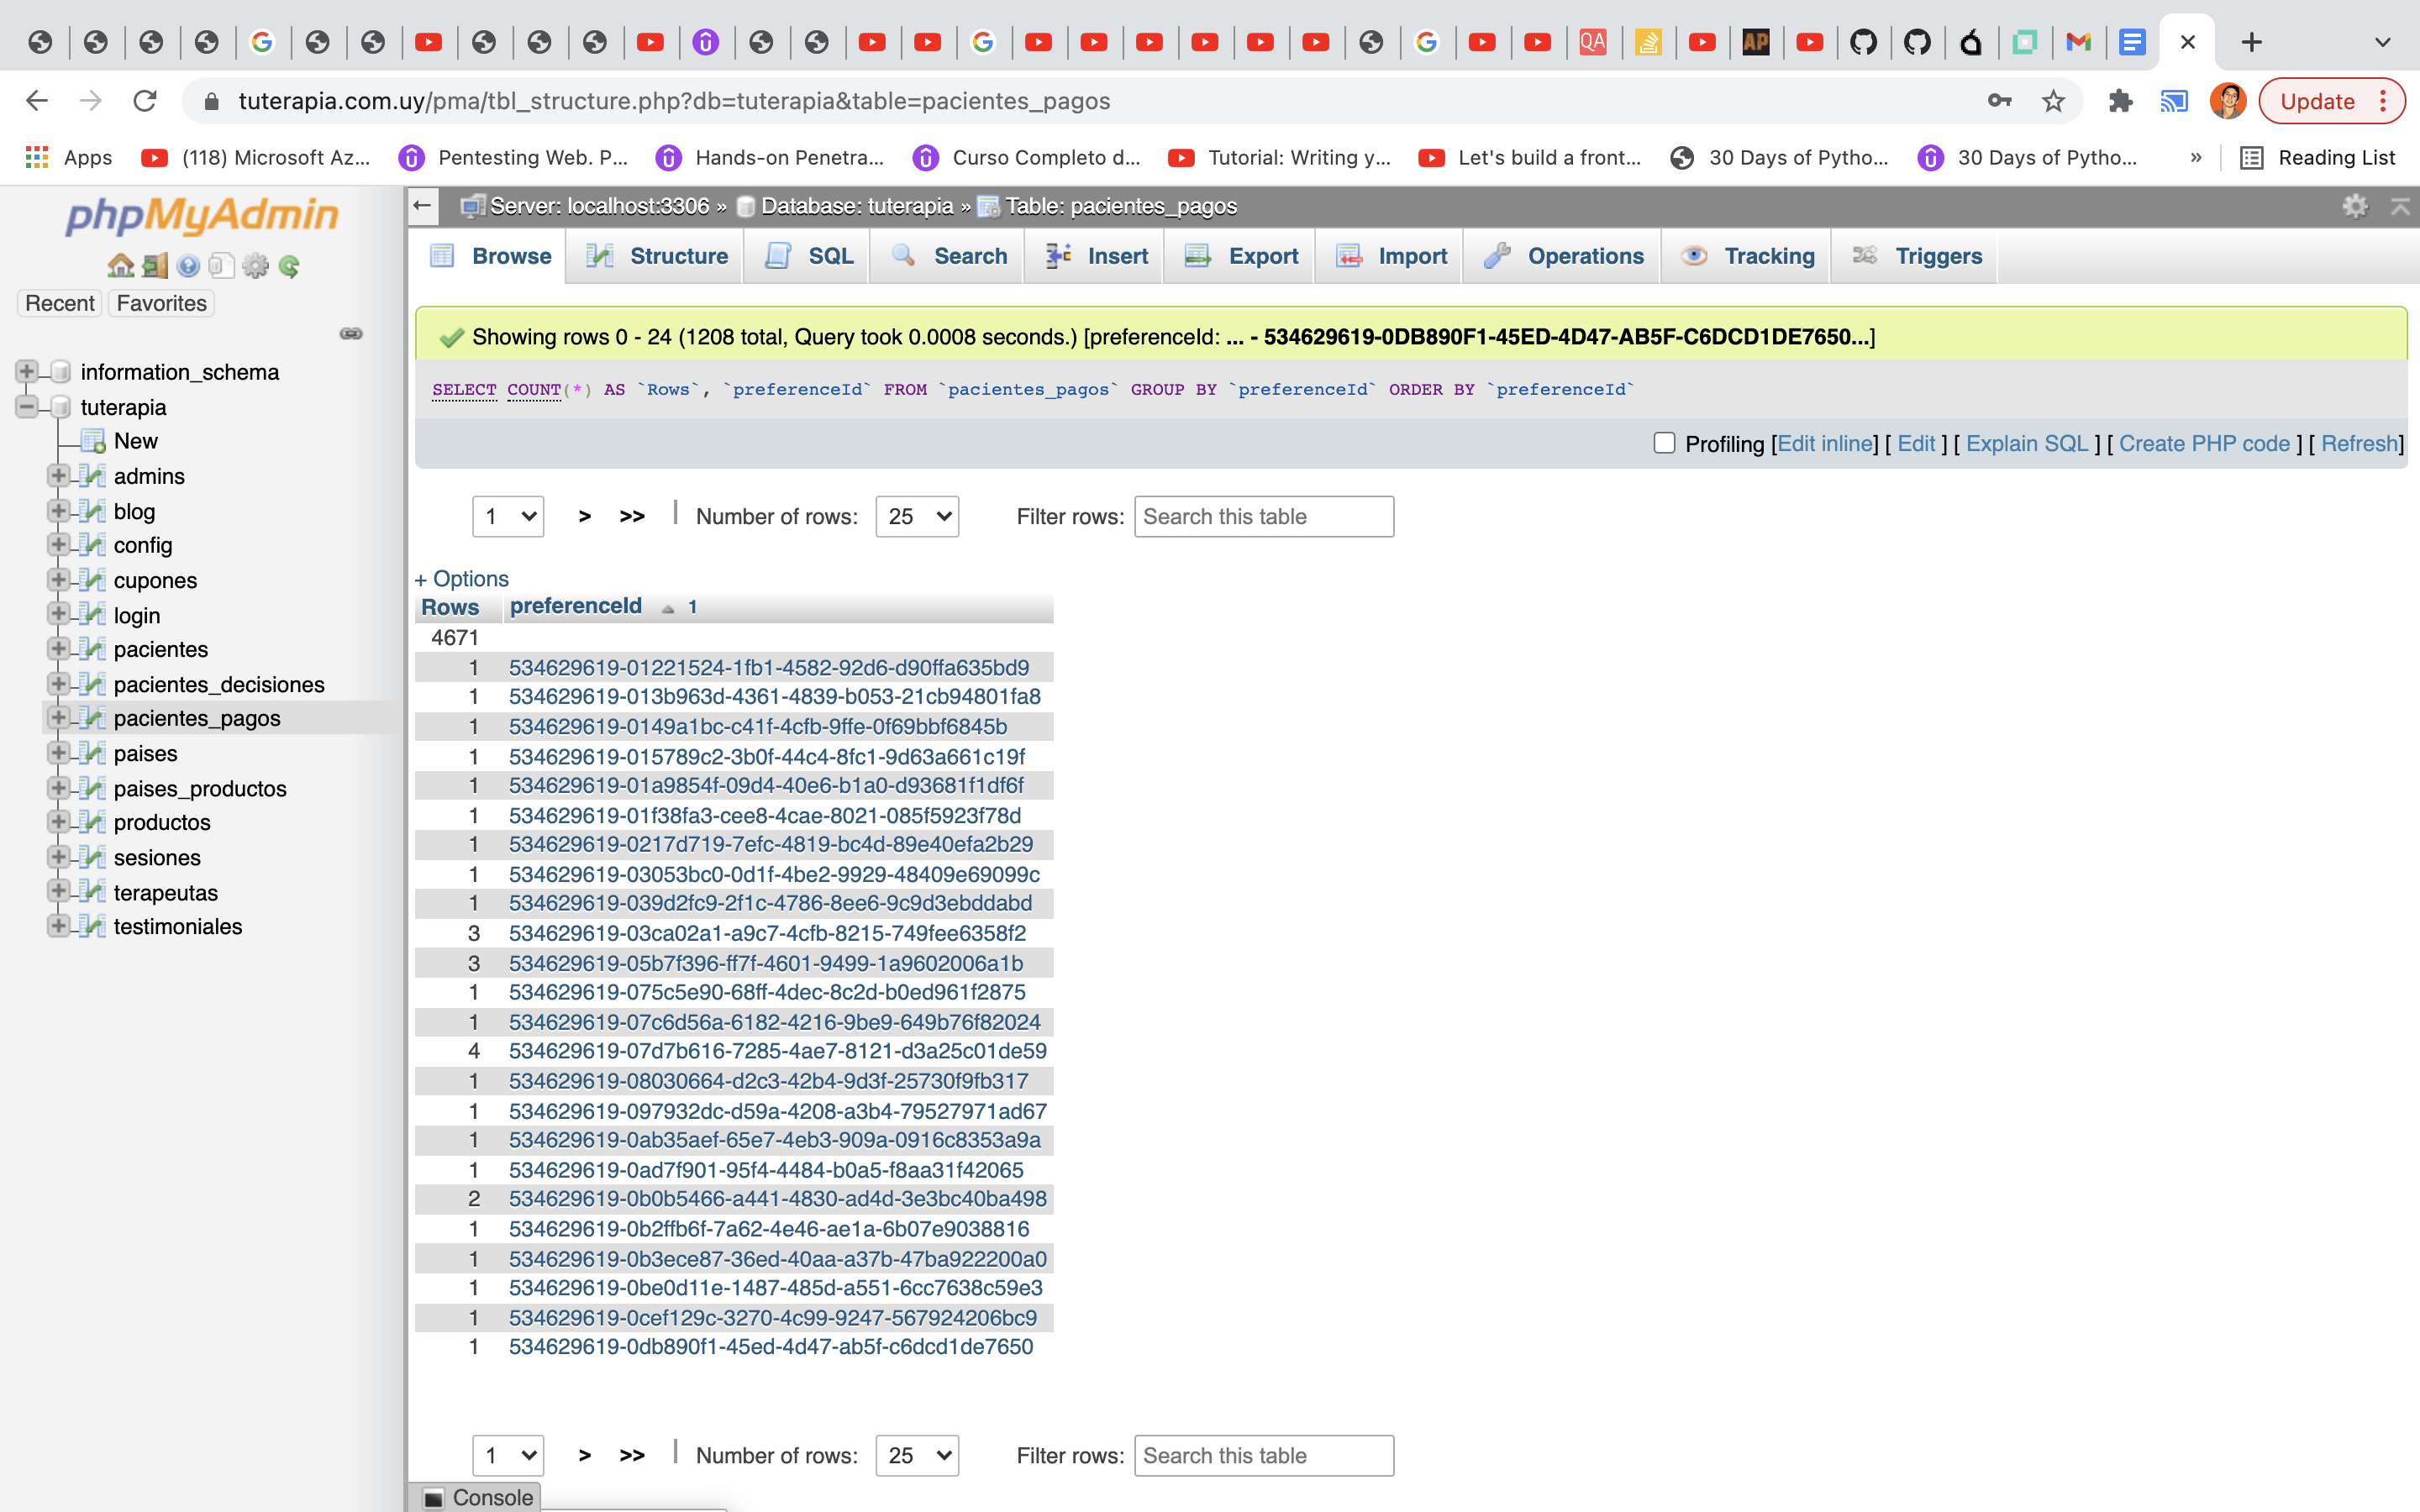 QA
AP
tuterapia.com.uy/pma/tbl_structure.php?db=tuterapia&table=pacientes_pagos
Update
Apps
(118) Microsoft Az...
Pentesting Web. P...
Hands-on Penetra...
Curso Completo d...
Tutorial: Writing y...
Let's build a front...
30 Days of Pytho...
30 Days of Pytho...
»
Reading List
phpMyAdmin
Recent
Favorites
information_schema
tuterapia
New
admins
blog
config
cupones
login
pacientes
pacientes_decisiones
pacientes_pagos
paises
paises_productos
productos
sesiones
terapeutas
testimoniales
Server: localhost:3306 » Database: tuterapia » Table: pacientes_pagos
Browse
Structure
SQL
Search
Insert
Export
Import
Operations
Tracking
Triggers
Showing rows 0 - 24 (1208 total, Query took 0.0008 seconds.) [preferenceId: ... - 534629619-0DB890F1-45ED-4D47-AB5F-C6DCD1DE7650...]
SELECT COUNT(*) AS `Rows`, `preferenceId` FROM `pacientes_pagos` GROUP BY `preferenceId` ORDER BY `preferenceId`
Profiling [Edit inline] [ Edit ] [ Explain SQL ] [ Create PHP code ] [ Refresh]
1 > >> | Number of rows: 25 Filter rows: Search this table
+ Options
Rows preferenceId 1
4671
1 534629619-01221524-1fb1-4582-92d6-d90ffa635bd9
1 534629619-013b963d-4361-4839-b053-21cb94801fa8
1 534629619-0149a1bc-c41f-4cfb-9ffe-0f69bbf6845b
1 534629619-015789c2-3b0f-44c4-8fc1-9d63a661c19f
1 534629619-01a9854f-09d4-40e6-b1a0-d93681f1df6f
1 534629619-01f38fa3-cee8-4cae-8021-085f5923f78d
1 534629619-0217d719-7efc-4819-bc4d-89e40efa2b29
1 534629619-03053bc0-0d1f-4be2-9929-48409e69099c
1 534629619-039d2fc9-2f1c-4786-8ee6-9c9d3ebddabd
3 534629619-03ca02a1-a9c7-4cfb-8215-749fee6358f2
3 534629619-05b7f396-ff7f-4601-9499-1a9602006a1b
1 534629619-075c5e90-68ff-4dec-8c2d-b0ed961f2875
1 534629619-07c6d56a-6182-4216-9be9-649b76f82024
4 534629619-07d7b616-7285-4ae7-8121-d3a25c01de59
1 534629619-08030664-d2c3-42b4-9d3f-25730f9fb317
1 534629619-097932dc-d59a-4208-a3b4-79527971ad67
1 534629619-0ab35aef-65e7-4eb3-909a-0916c8353a9a
1 534629619-0ad7f901-95f4-4484-b0a5-f8aa31f42065
2 534629619-0b0b5466-a441-4830-ad4d-3e3bc40ba498
1 534629619-0b2ffb6f-7a62-4e46-ae1a-6b07e9038816
1 534629619-0b3ece87-36ed-40aa-a37b-47ba922200a0
1 534629619-0be0d11e-1487-485d-a551-6cc7638c59e3
1 534629619-0cef129c-3270-4c99-9247-567924206bc9
1 534629619-0db890f1-45ed-4d47-ab5f-c6dcd1de7650
1 > >> | Number of rows: 25 Filter rows: Search this table
Console